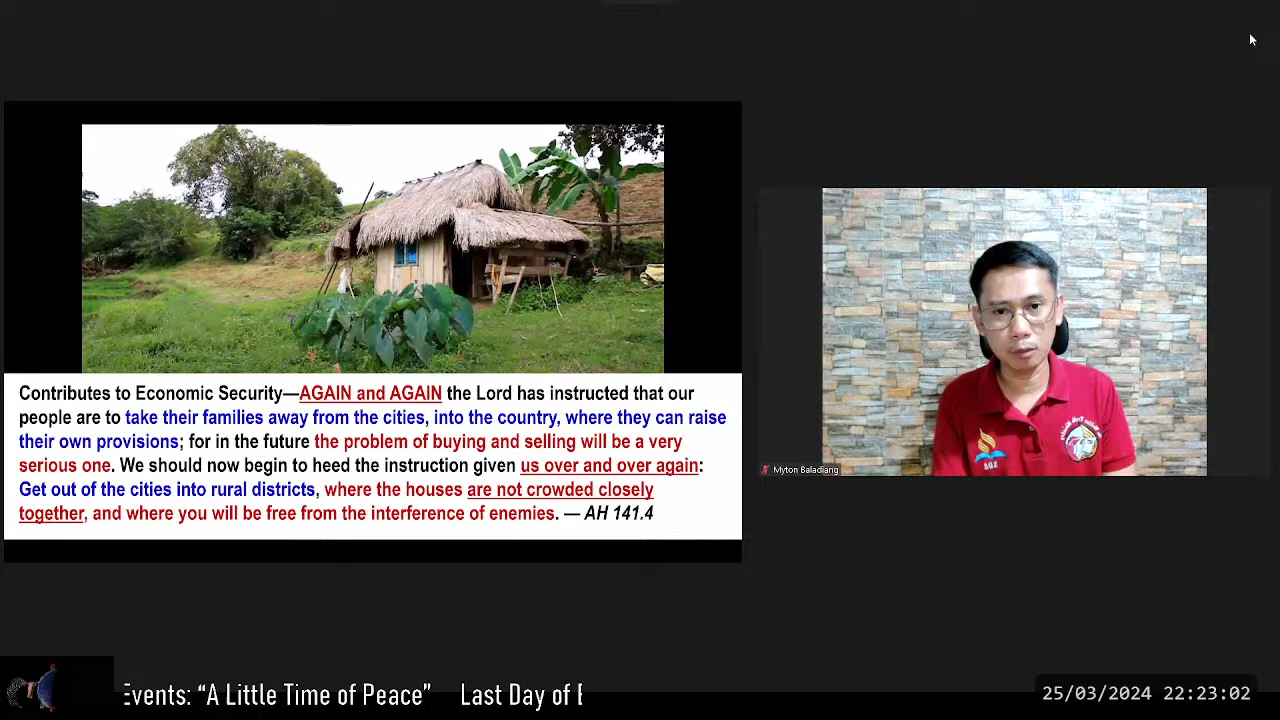 Contributes to Economic Security—AGAIN and AGAIN the Lord has instructed that our
people are to take their families away from the cities, into the country, where they can raise
their own provisions; for in the future the problem of buying and selling will be a very
serious one. We should now begin to heed the instruction given us over and over again:
Get out of the cities into rural districts, where the houses are not crowded closely
together, and where you will be free from the interference of enemies. — AH 141.4
Myton Baladiang
Events: “A Little Time of Peace” Last Day of E
25/03/2024 22:23:02